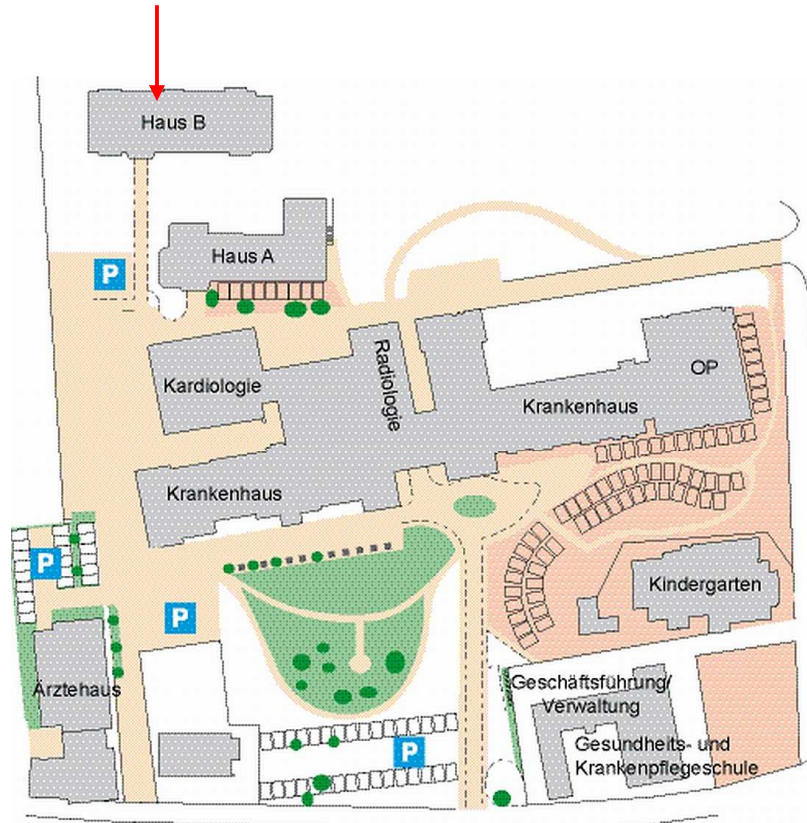 Haus B
Haus A
P
Kardiologie
Radiologie
OP
Krankenhaus
Krankenhaus
P
Kindergarten
P
Ärztehaus
Geschäftsführung/
Verwaltung
Gesundheits- und
Krankenpflegeschule
P